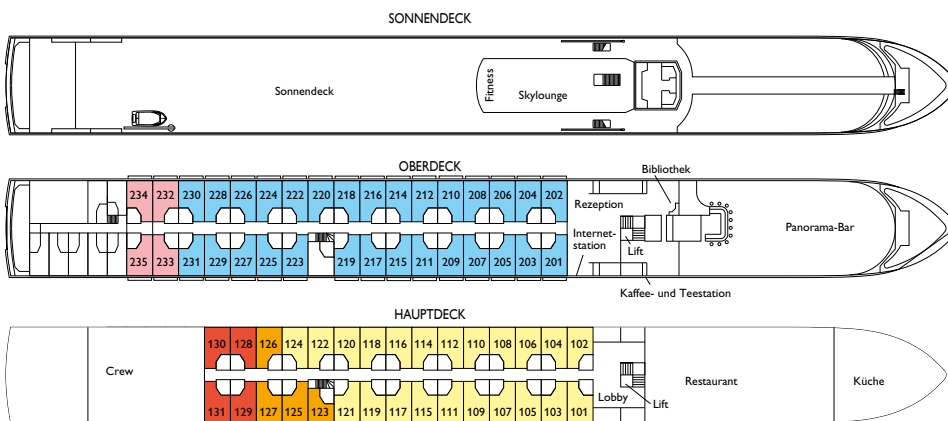 SONNENDECK
Sonnendeck
Fitness
Skylounge
OBERDECK
Bibliothek
234 232 230 228 226 224 222 220 218 216 214 212 210 208 206 204 202
Rezeption
Internet-
station
Lift
Panorama-Bar
235 233 231 229 227 225 223 219 217 215 211 209 207 205 203 201
Kaffee- und Teestation
HAUPTDECK
130 128 126 124 122 120 118 116 114 112 110 108 106 104 102
Crew
Restaurant
Küche
Lobby
Lift
131 129 127 125 123 121 119 117 115 111 109 107 105 103 101